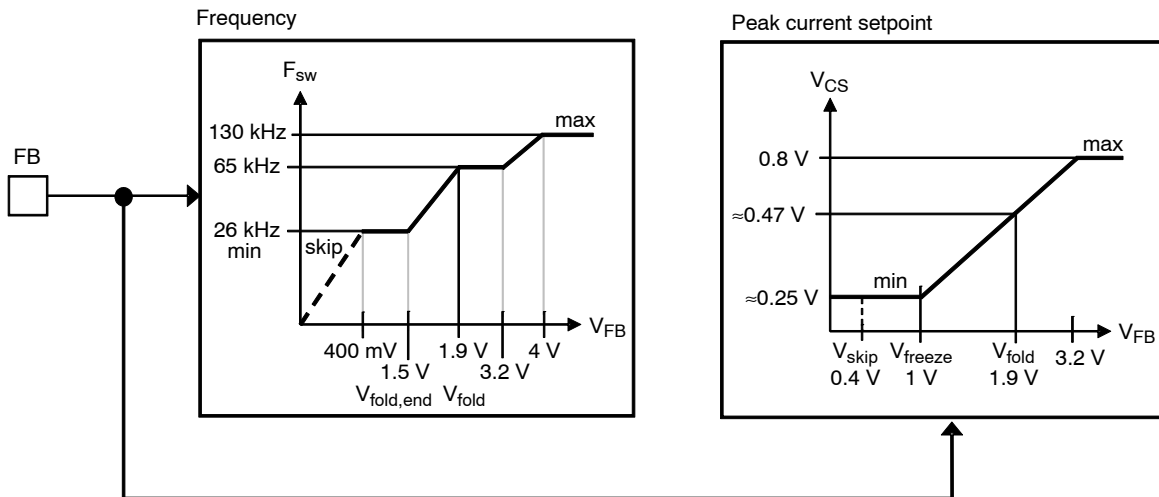 Frequency
Peak current setpoint
FB
F_sw
130 kHz
65 kHz
26 kHz
min
skip
max
V_FB
400 mV
1.9 V
4 V
1.5 V
3.2 V
V_fold,end
V_fold
V_CS
0.8 V
≈0.47 V
≈0.25 V
max
min
V_FB
V_skip
V_freeze
V_fold
3.2 V
0.4 V
1 V
1.9 V